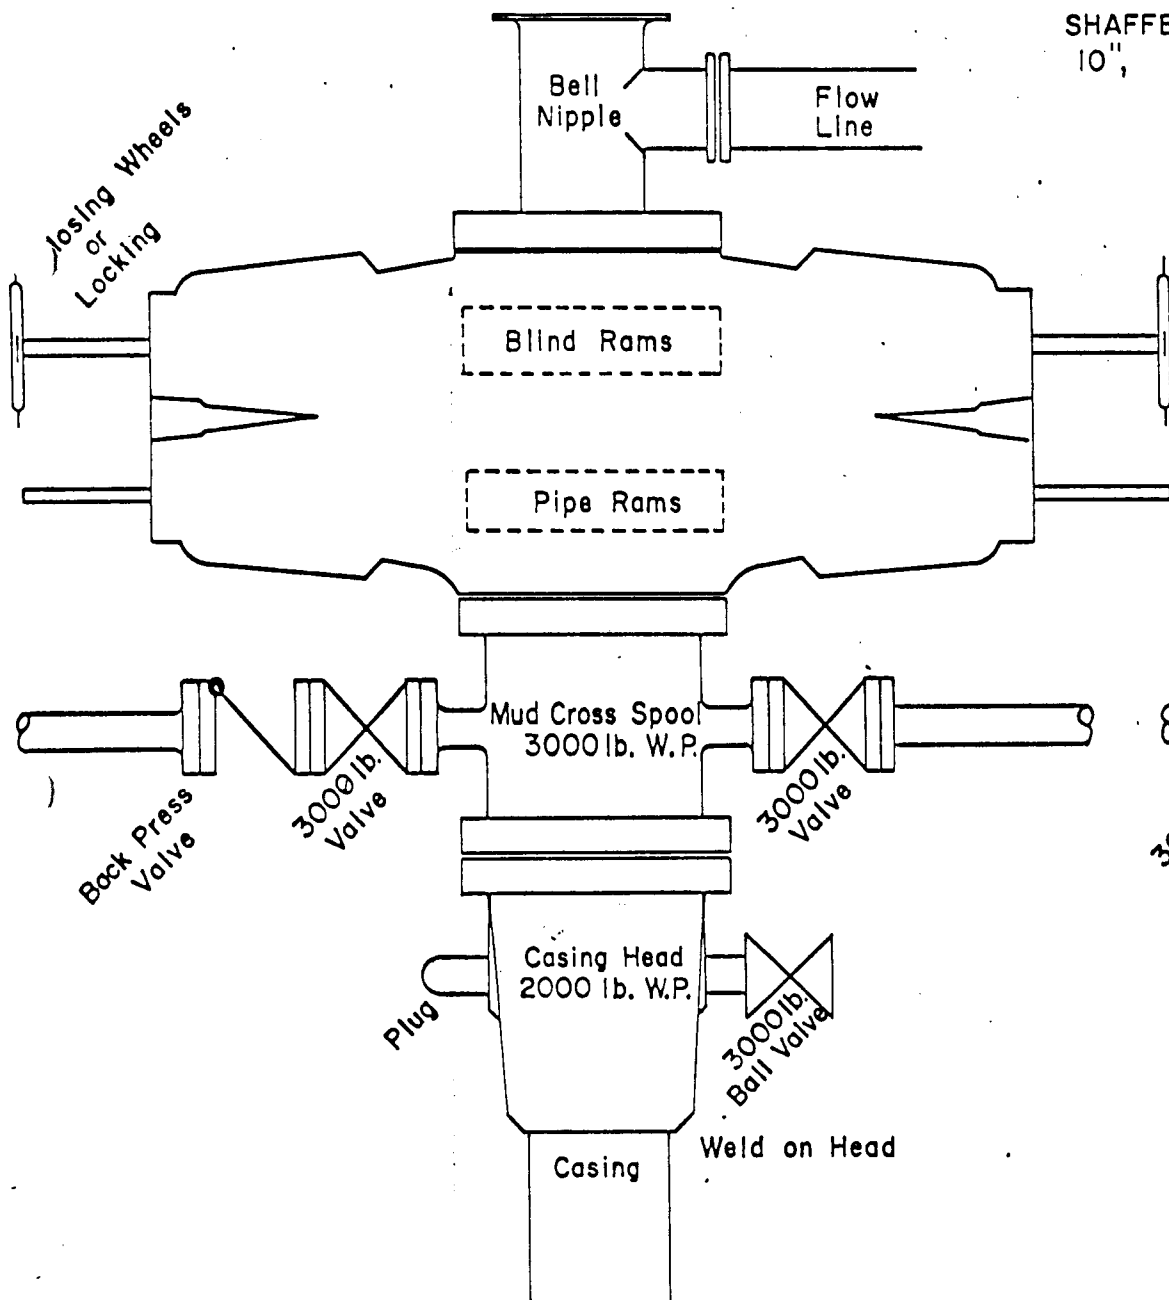 SHAFFE
10",
Bell
Nipple
Flow
Line
losing Wheels
or
Locking
Blind Rams
Pipe Rams
Mud Cross Spool
3000 lb. W.P.
Back Press
Valve
3000 lb.
Valve
3000 lb.
Valve
Casing Head
2000 lb. W.P.
Plug
3000 lb.
Ball Valve
Weld on Head
Casing